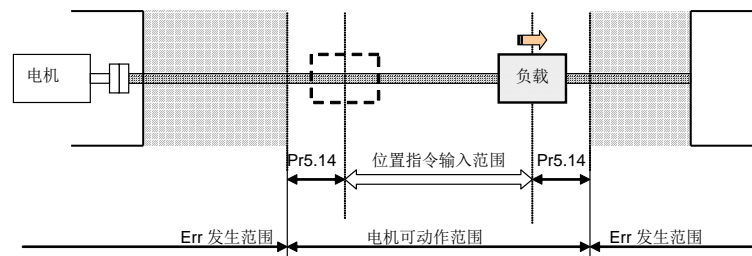 电机
负载
Pr5.14
位置指令输入范围
Pr5.14
Err 发生范围
电机可动作范围
Err 发生范围